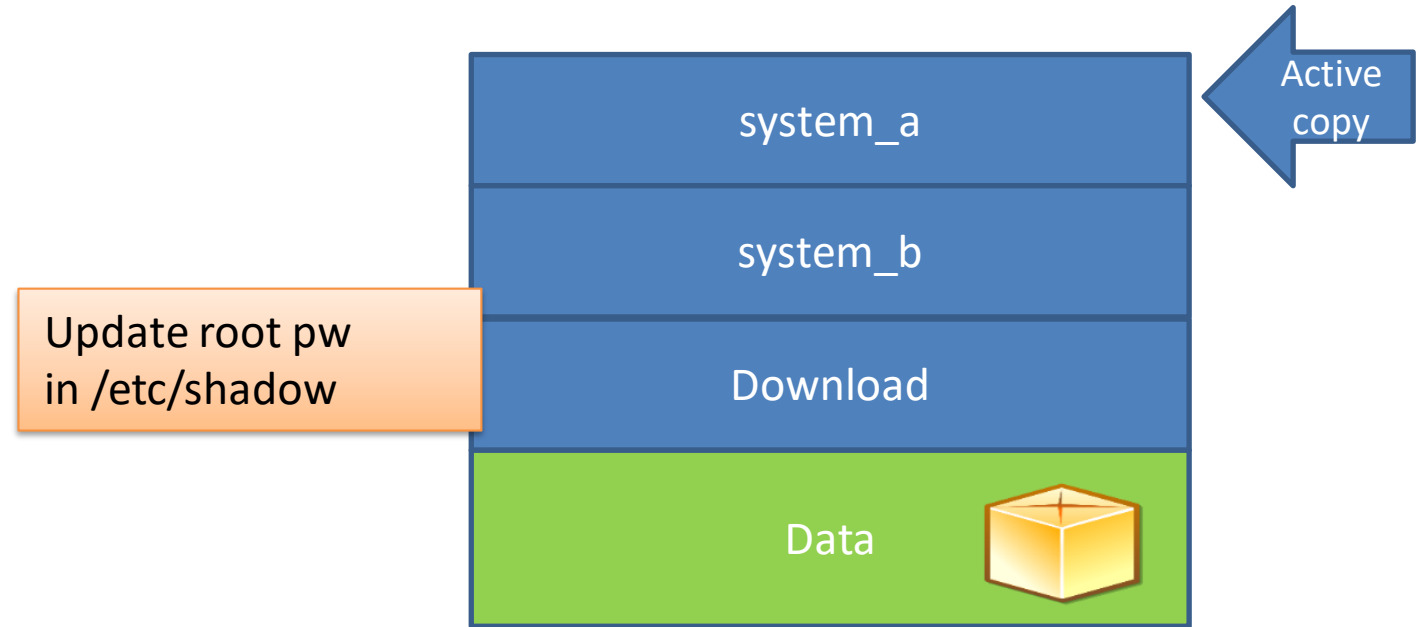 Active
copy
system_a
system_b
Update root pw
in /etc/shadow
Download
Data